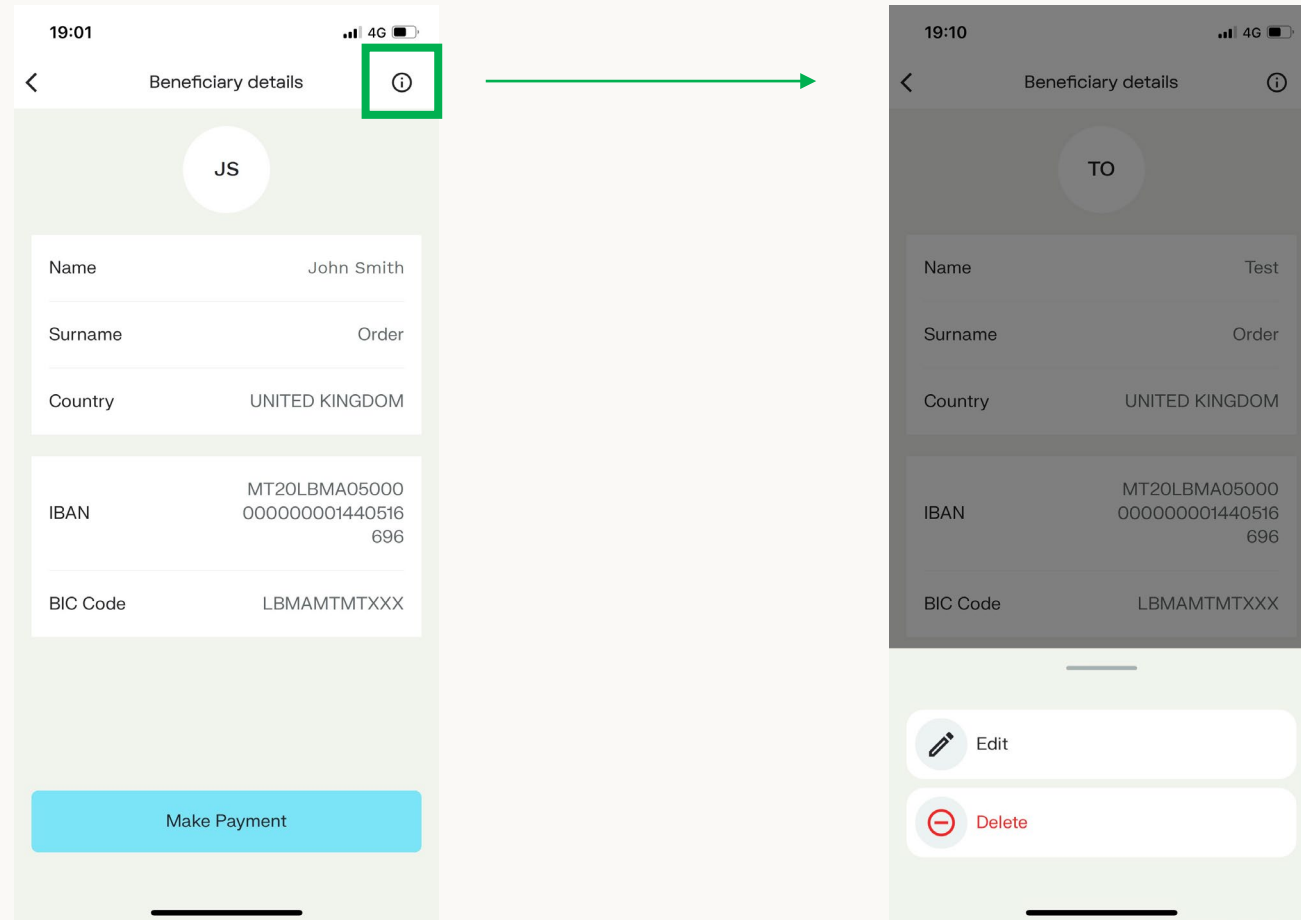 19:01
4G
Beneficiary details
JS
Name John Smith
Surname Order
Country UNITED KINGDOM
IBAN MT20LBMA05000
000000001440516
696
BIC Code LBMAMTMTXXX
Make Payment
19:10
4G
Beneficiary details
TO
Name Test
Surname Order
Country UNITED KINGDOM
IBAN MT20LBMA05000
000000001440516
696
BIC Code LBMAMTMTXXX
Edit
Delete